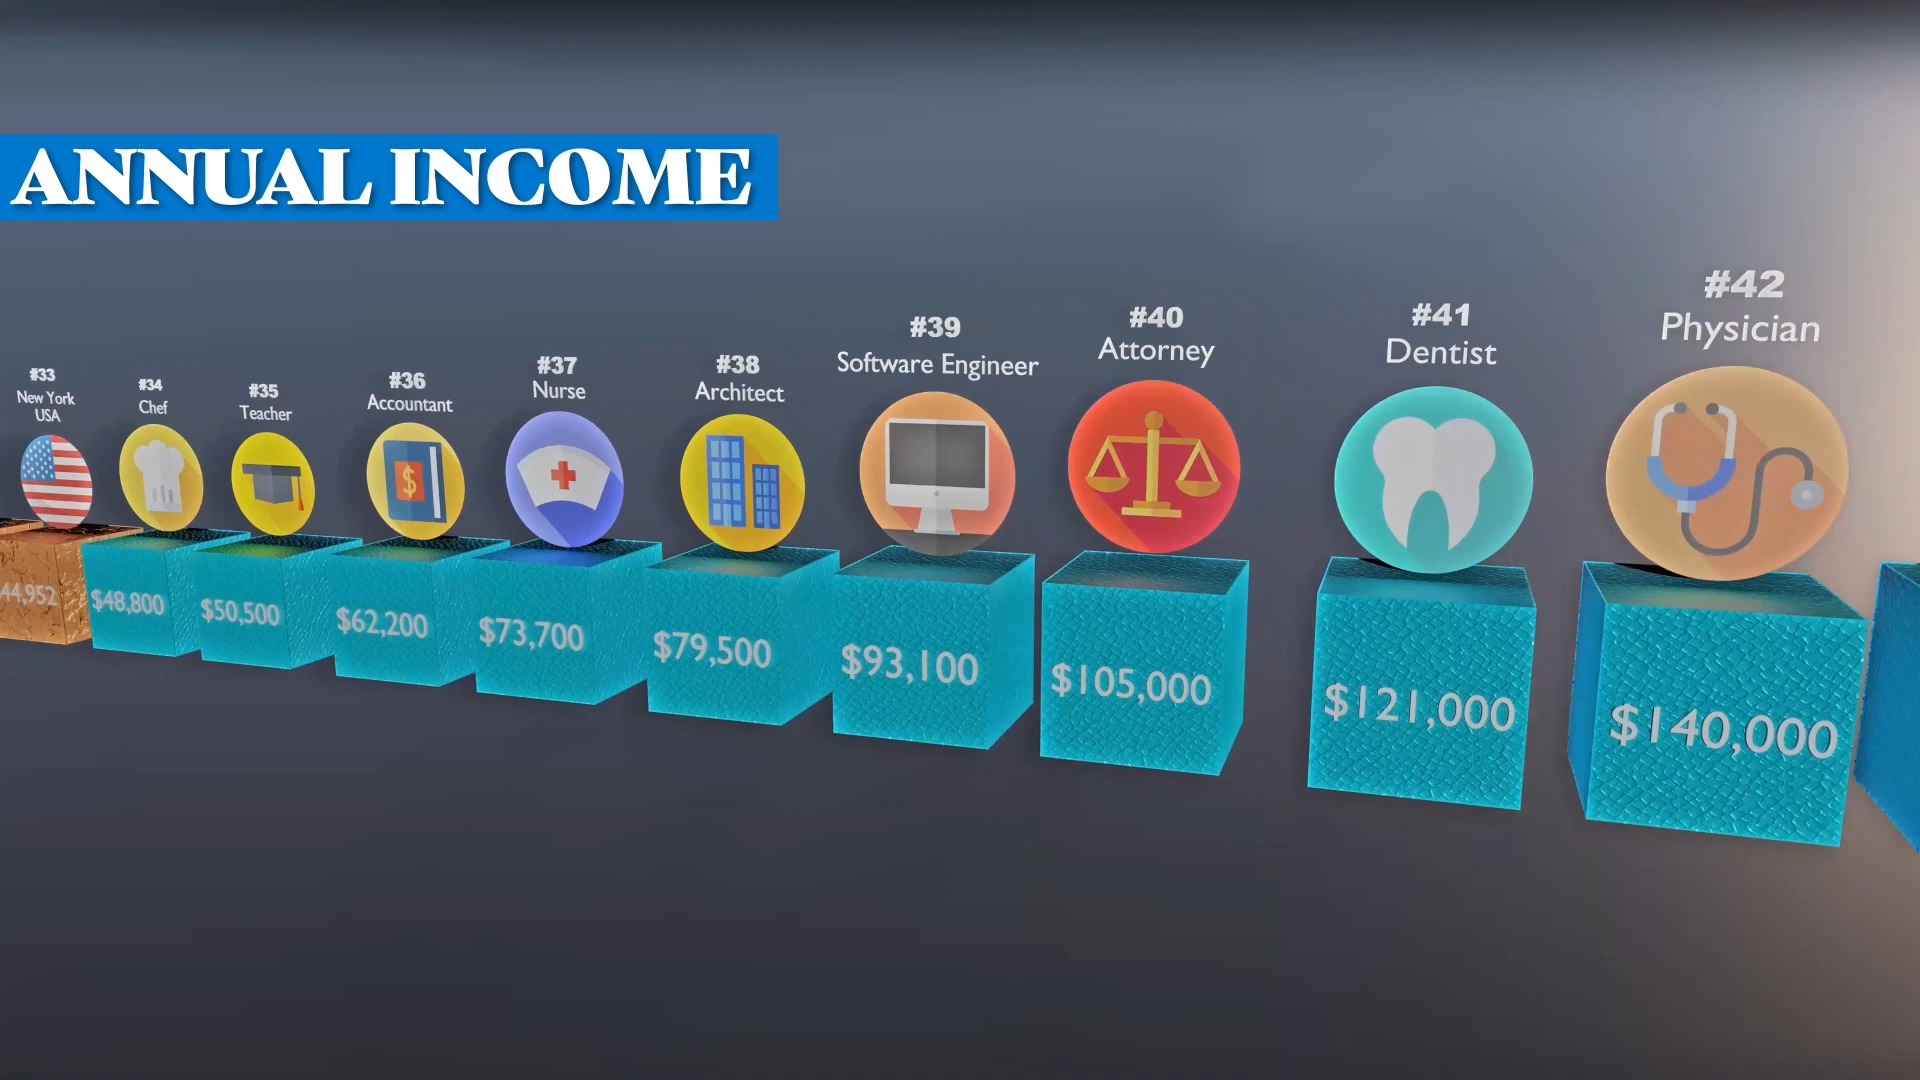 ANNUAL INCOME
#33
New York
USA
44,952
#34
Chef
$48,800
#35
Teacher
$50,500
#36
Accountant
$
$62,200
#37
Nurse
$73,700
#38
Architect
$79,500
#39
Software Engineer
$93,100
#40
Attorney
$105,000
#41
Dentist
$121,000
#42
Physician
$140,000